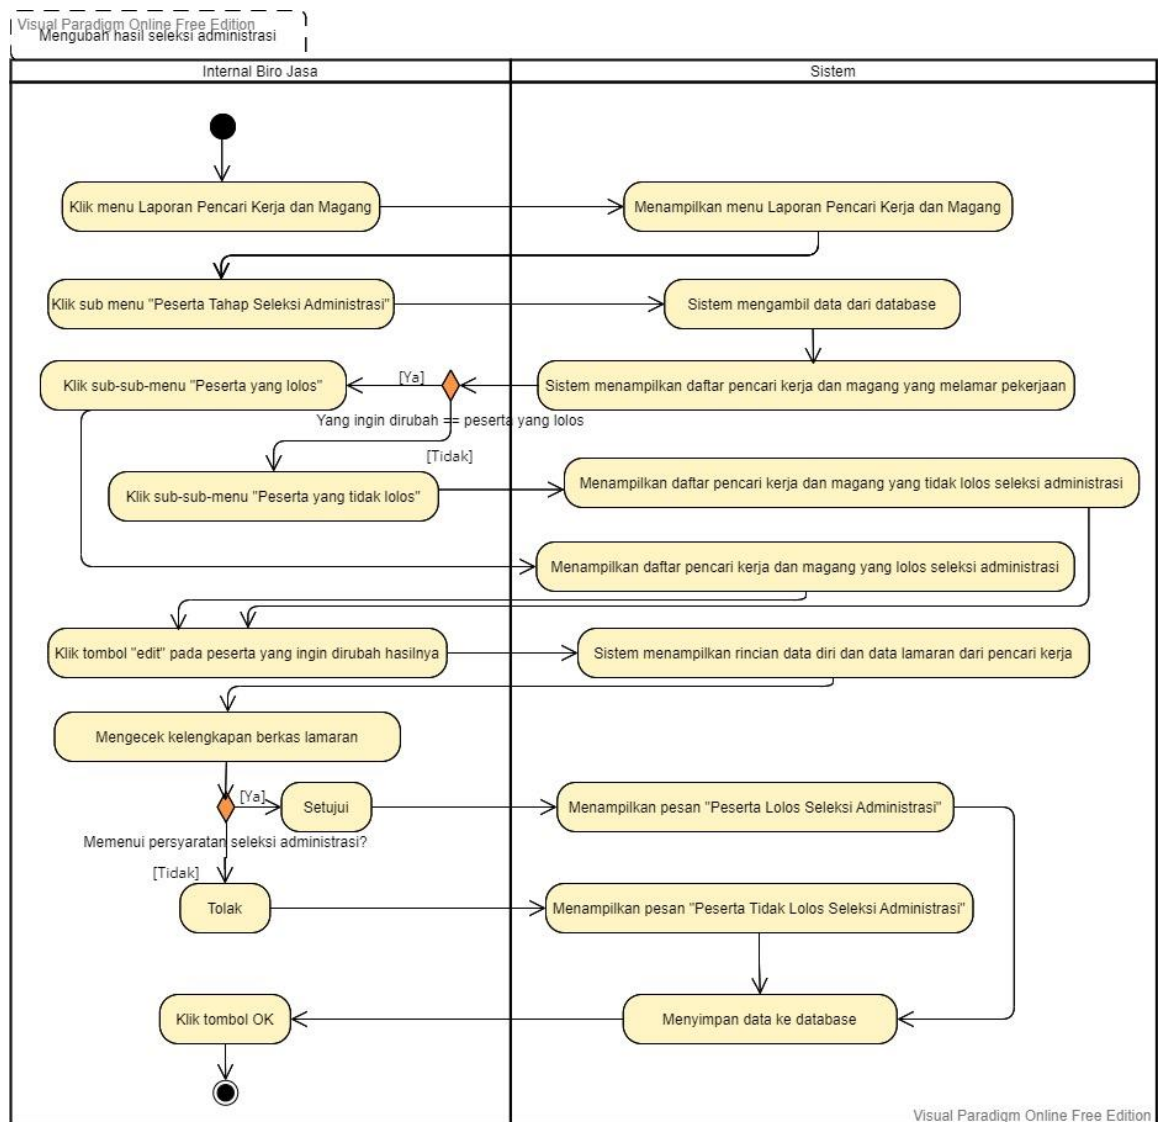 Visual Paradigm Online Free Edition
Mengubah hasil seleksi administrasi
Internal Biro Jasa
Sistem
Klik menu Laporan Pencari Kerja dan Magang
Menampilkan menu Laporan Pencari Kerja dan Magang
Klik sub menu "Peserta Tahap Seleksi Administrasi"
Sistem mengambil data dari database
Klik sub-sub-menu "Peserta yang lolos"
[Ya]
Sistem menampilkan daftar pencari kerja dan magang yang melamar pekerjaan
Yang ingin dirubah == peserta yang lolos
[Tidak]
Klik sub-sub-menu "Peserta yang tidak lolos"
Menampilkan daftar pencari kerja dan magang yang tidak lolos seleksi administrasi
Menampilkan daftar pencari kerja dan magang yang lolos seleksi administrasi
Klik tombol "edit" pada peserta yang ingin dirubah hasilnya
Sistem menampilkan rincian data diri dan data lamaran dari pencari kerja
Mengecek kelengkapan berkas lamaran
[Ya]
Setujui
Menampilkan pesan "Peserta Lolos Seleksi Administrasi"
Memenui persyaratan seleksi administrasi?
[Tidak]
Tolak
Menampilkan pesan "Peserta Tidak Lolos Seleksi Administrasi"
Klik tombol OK
Menyimpan data ke database
Visual Paradigm Online Free Edition